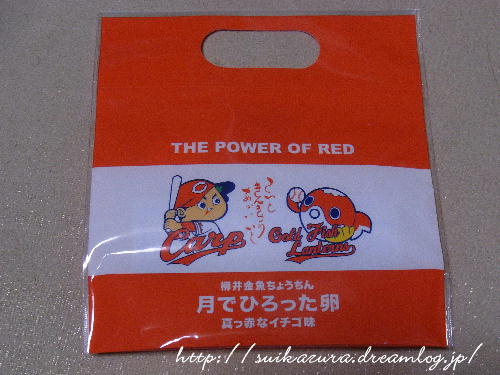 THE POWER OF RED
C
Carp
Gold Fish
Lanterns
柳井金魚ちょうちん
月でひろった卵
真っ赤なイチゴ味
http://suikazura.dreamlog.jp/